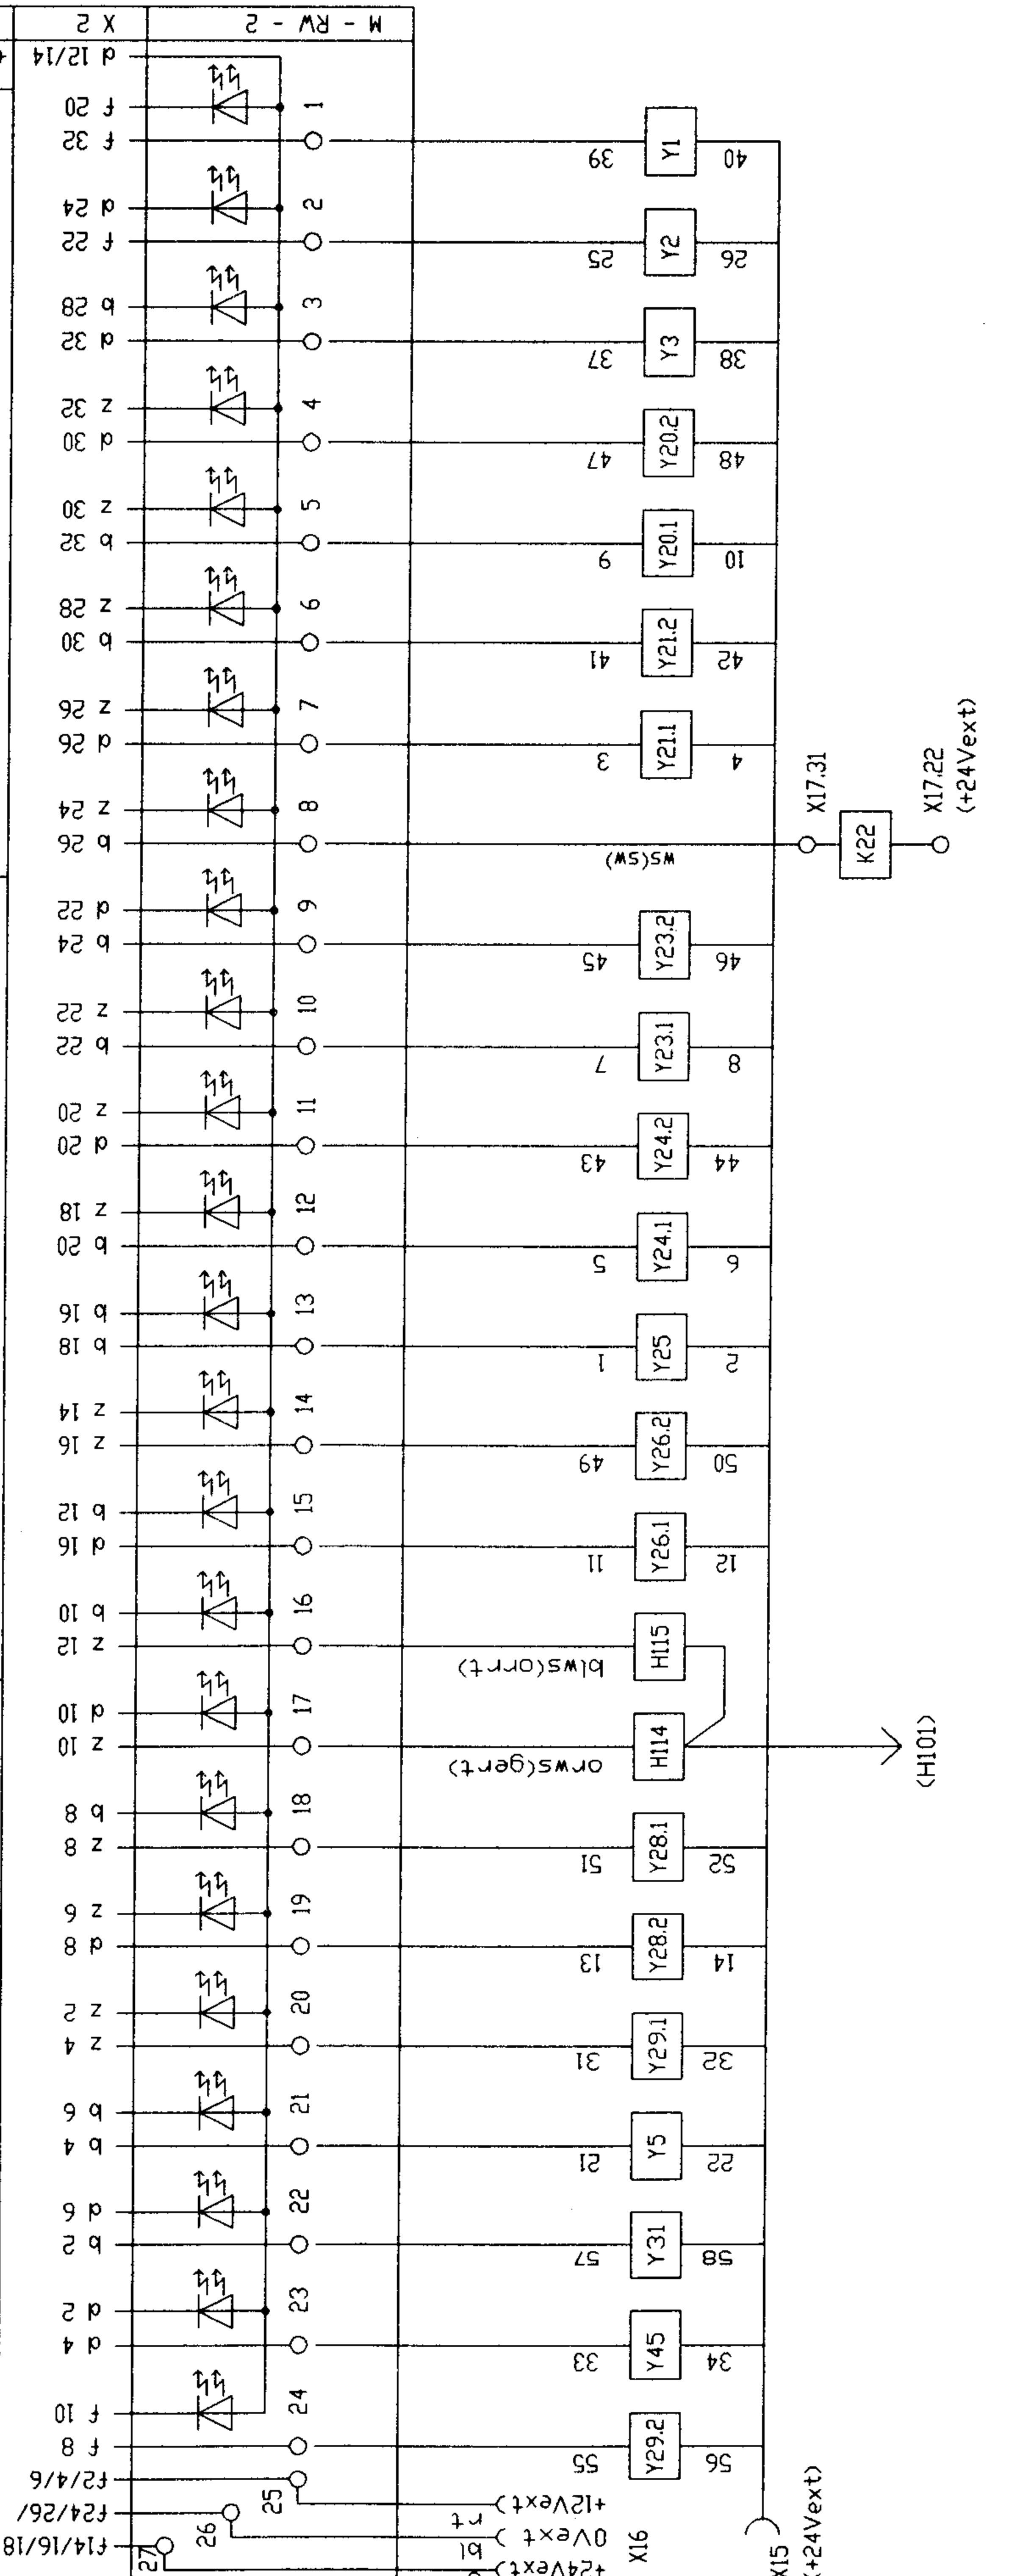 M - RW - 2
X 2
d 12/14
f 20
1
f 32
39
Y1
40
d 24
2
f 22
25
Y2
26
b 28
3
d 32
37
Y3
38
z 32
4
d 30
47
Y20.2
48
z 30
5
b 32
9
Y20.1
10
z 28
6
b 30
41
Y21.2
42
z 26
7
d 26
3
Y21.1
4
z 24
8
b 26
ws(sw)
X17.31
K22
X17.22
(+24Vext)
d 22
9
b 24
45
Y23.2
46
z 22
10
b 22
7
Y23.1
8
z 20
11
d 20
43
Y24.2
44
z 18
12
b 20
5
Y24.1
6
b 16
13
b 18
1
Y25
2
z 14
14
z 16
49
Y26.2
50
b 12
15
d 16
11
Y26.1
12
b 10
16
z 12
blws(orrt)
H115
d 10
17
z 10
orws(gert)
H114
(H101)
b 8
18
z 8
51
Y28.1
52
z 6
19
d 8
13
Y28.2
14
z 2
20
z 4
31
Y29.1
32
b 6
21
b 4
21
Y5
22
d 6
22
b 2
57
Y31
58
d 2
23
d 4
33
Y45
34
f 10
24
f 8
55
Y29.2
56
f2/4/6
25
+12Vext
rt
f24/26/
26
0Vext
bl
f14/16/18
27
+24Vext
X16
X15
(+24Vext)